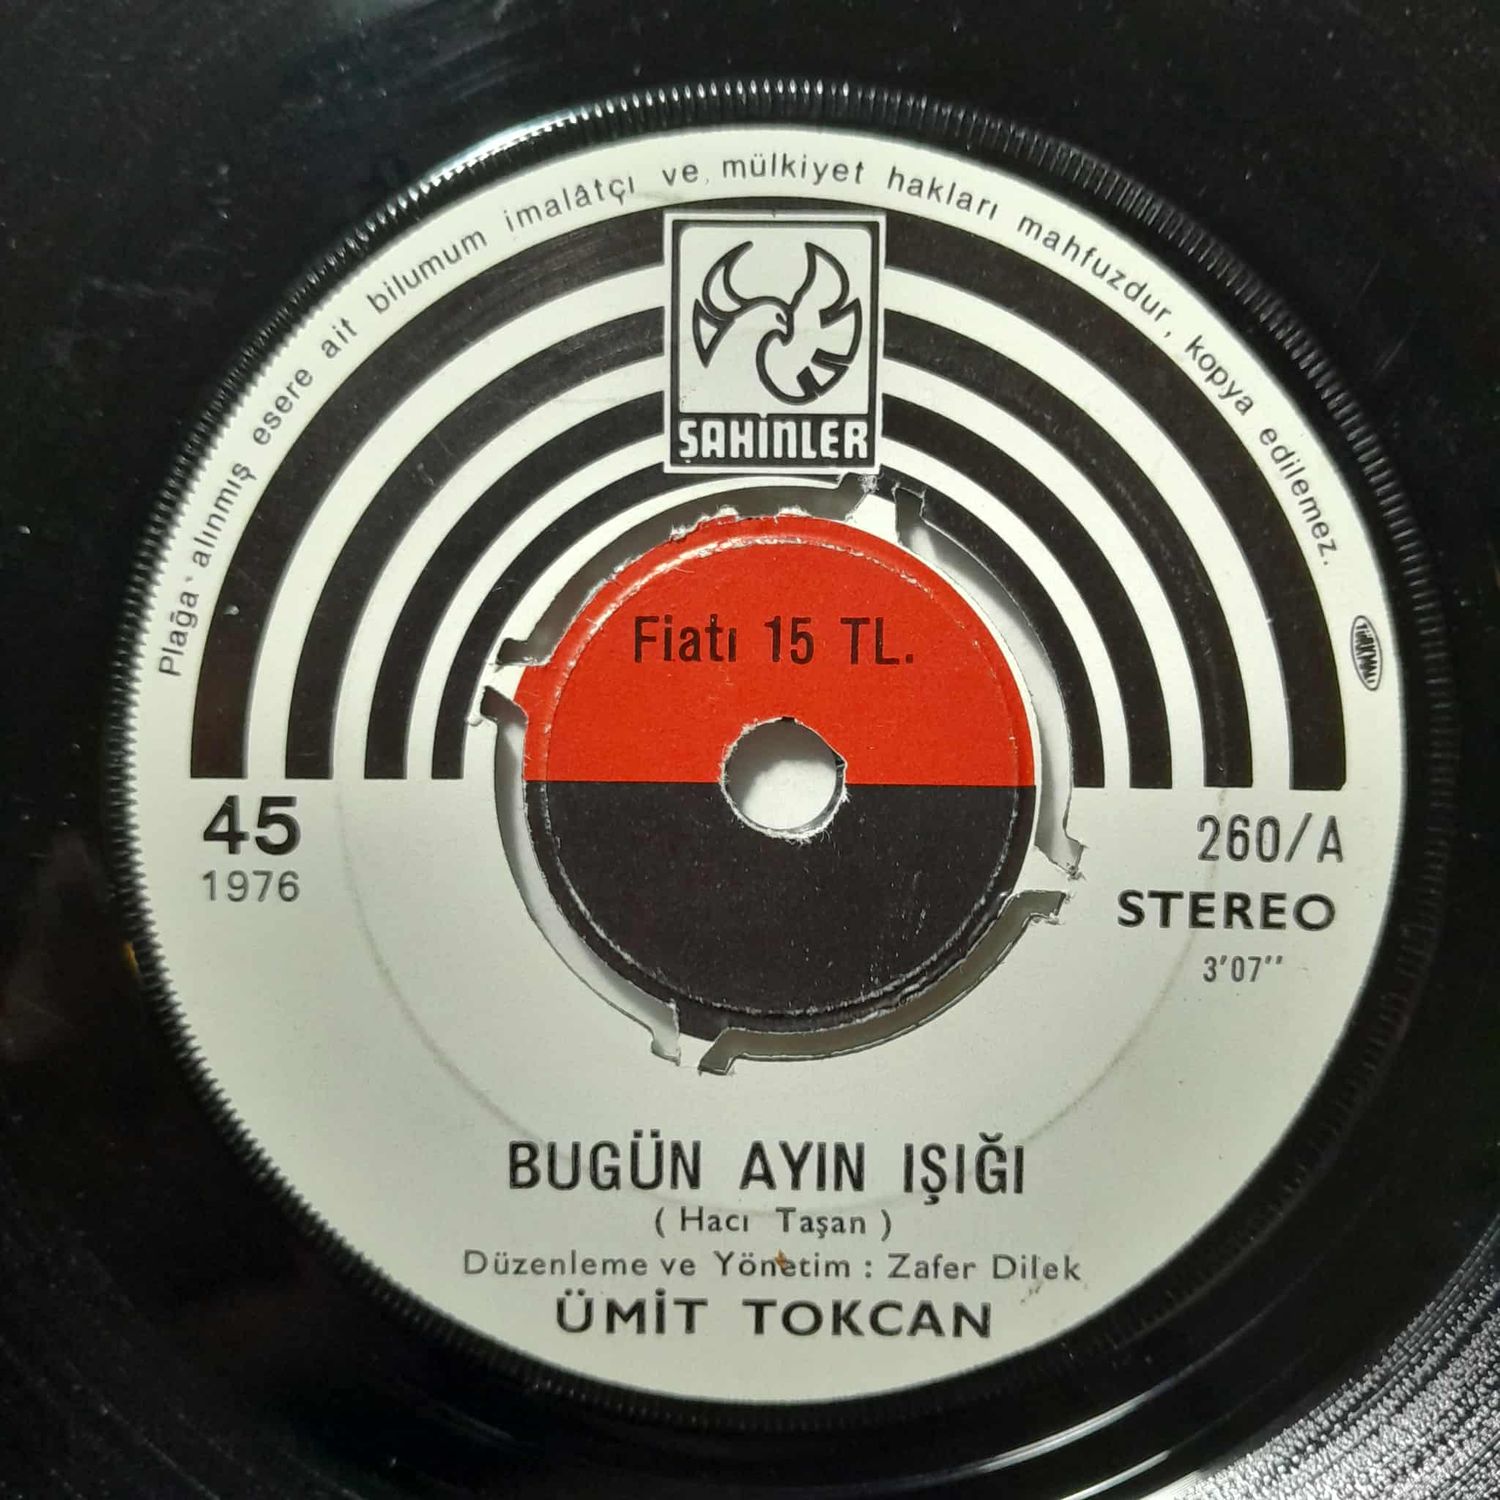 Plağa alınmış esere ait bilumum imalâtçı ve mülkiyet hakları mahfuzdur, kopya edilemez.
ŞAHİNLER
TÜRKMALI
Fiatı 15 TL.
45
1976
260/A
STEREO
3'07''
BUGÜN AYIN IŞIĞI
( Hacı Taşan )
Düzenleme ve Yönetim : Zafer Dilek
ÜMİT TOKCAN